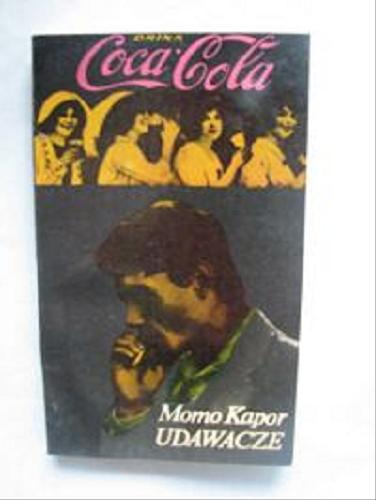 DRINK
Coca-Cola
Momo Kapor
UDAWACZE